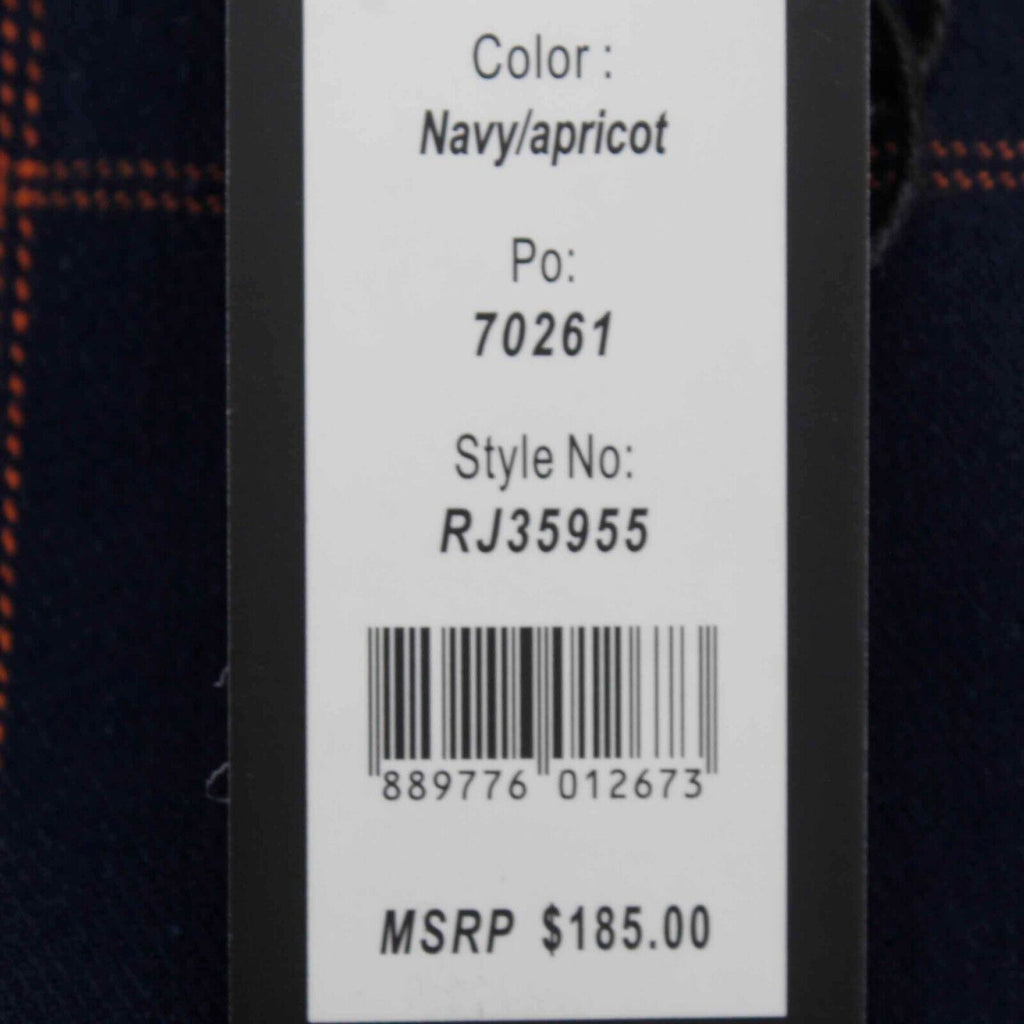 Color :
Navy/apricot
Po:
70261
Style No:
RJ35955
889776 012673
MSRP $185.00